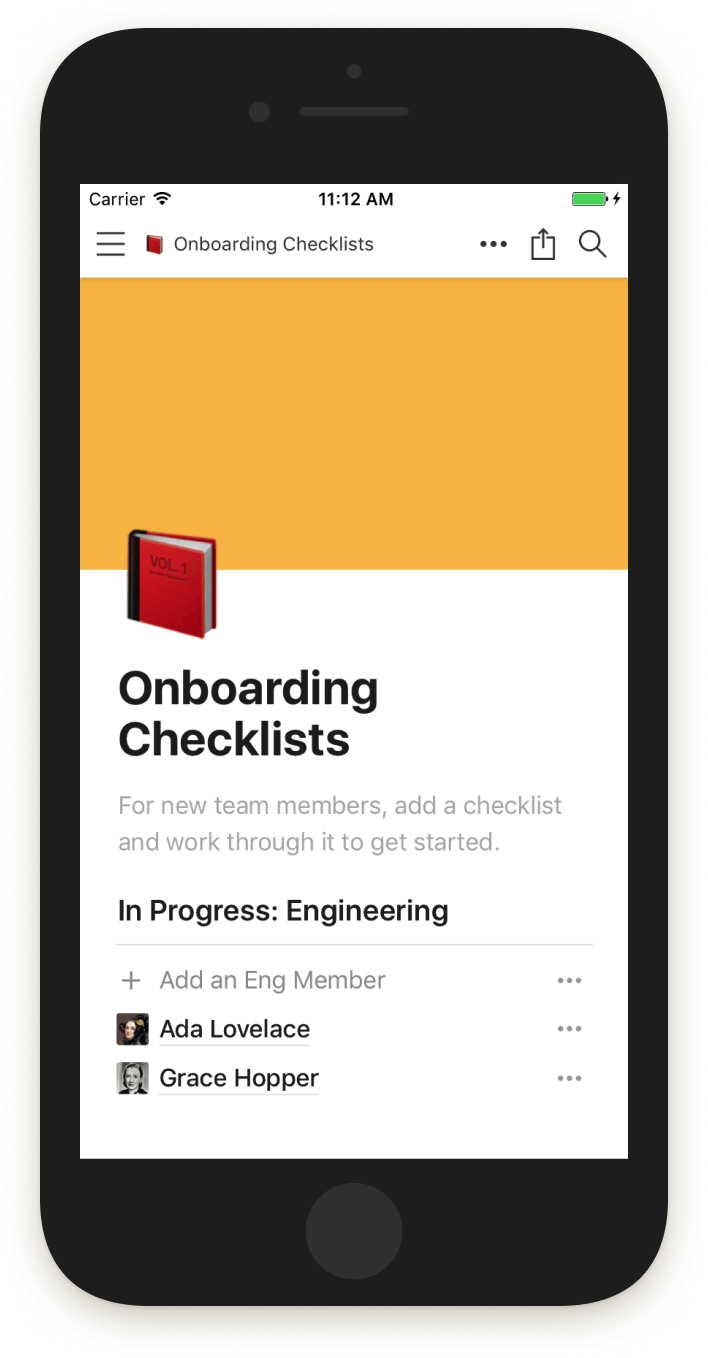 Carrier 11:12 AM
Onboarding Checklists
VOL. 1
Onboarding
Checklists
For new team members, add a checklist
and work through it to get started.
In Progress: Engineering
+ Add an Eng Member
Ada Lovelace
Grace Hopper